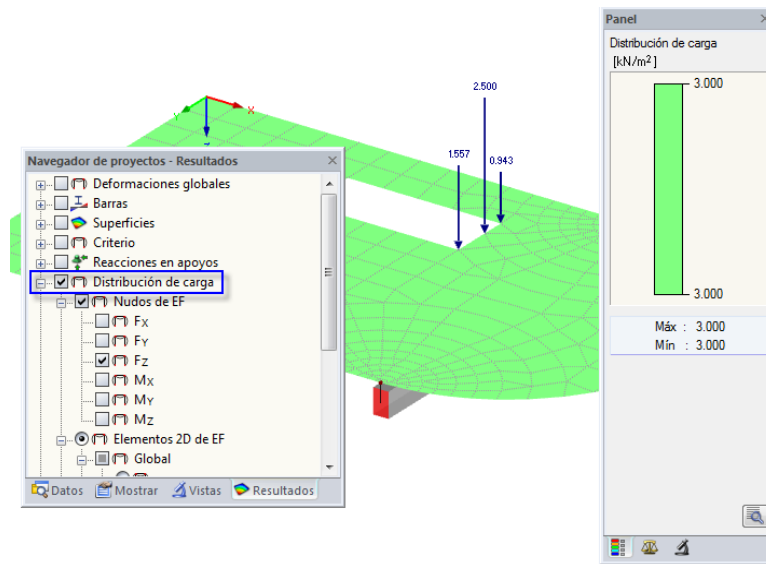 2.500
1.557
0.943
Y
X
Navegador de proyectos - Resultados
Deformaciones globales
Barras
Superficies
Criterio
Reacciones en apoyos
Distribución de carga
Nudos de EF
FX
FY
FZ
MX
MY
MZ
Elementos 2D de EF
Global
Datos Mostrar Vistas Resultados
Panel
Distribución de carga
[kN/m²]
3.000
3.000
Máx : 3.000
Mín : 3.000